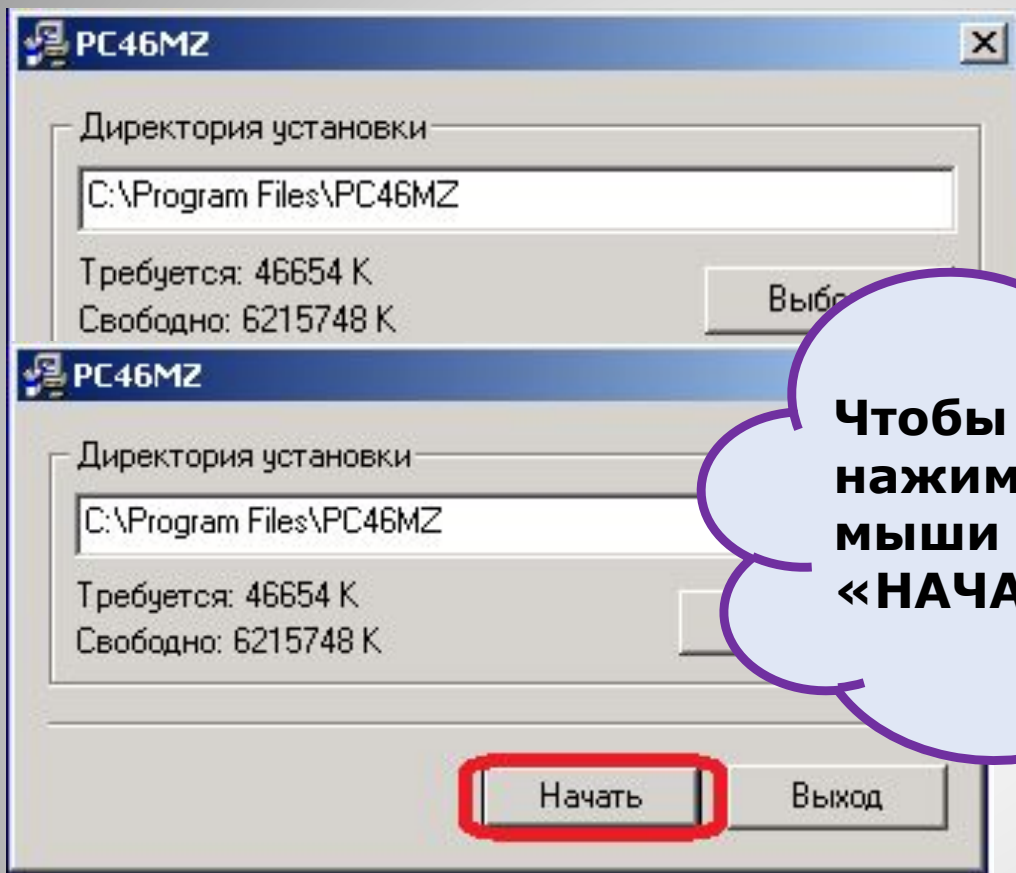 PC46MZ
Директория установки
C:\Program Files\PC46MZ
Требуется: 46654 K
Свободно: 6215748 K
PC46MZ
Директория установки
C:\Program Files\PC46MZ
Требуется: 46654 K
Свободно: 6215748 K
Чтобы
мыши
Начать
Выход